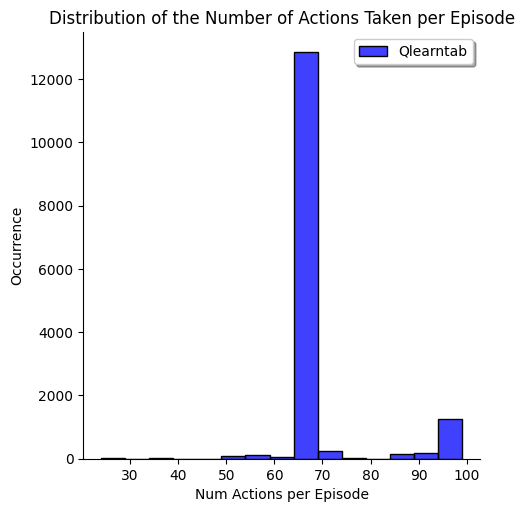 Distribution of the Number of Actions Taken per Episode
Qlearntab
12000
10000
8000
6000
4000
2000
0
Occurrence
30 40 50 60 70 80 90 100
Num Actions per Episode